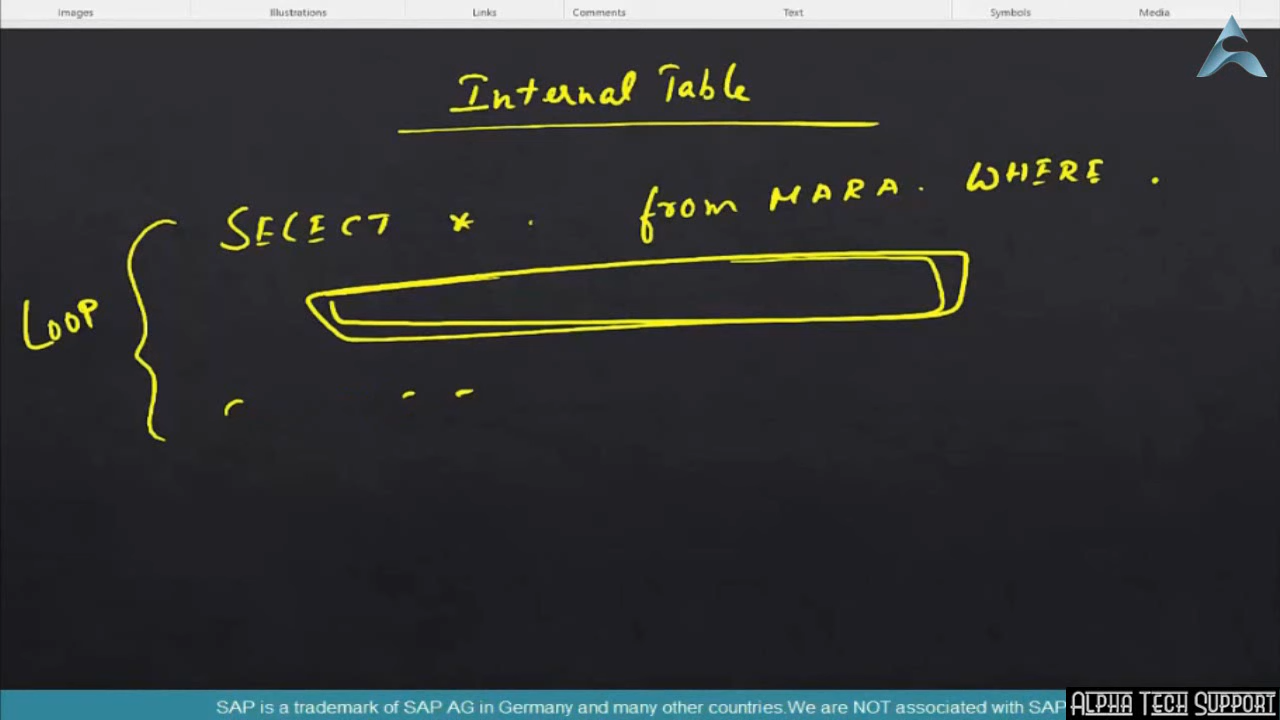 Images Illustrations Links Comments Text Symbols Media
Internal Table
SELECT * . from MARA. WHERE .
LOOP
SAP is a trademark of SAP AG in Germany and many other countries.We are NOT associated with SAP
ALPHA TECH SUPPORT